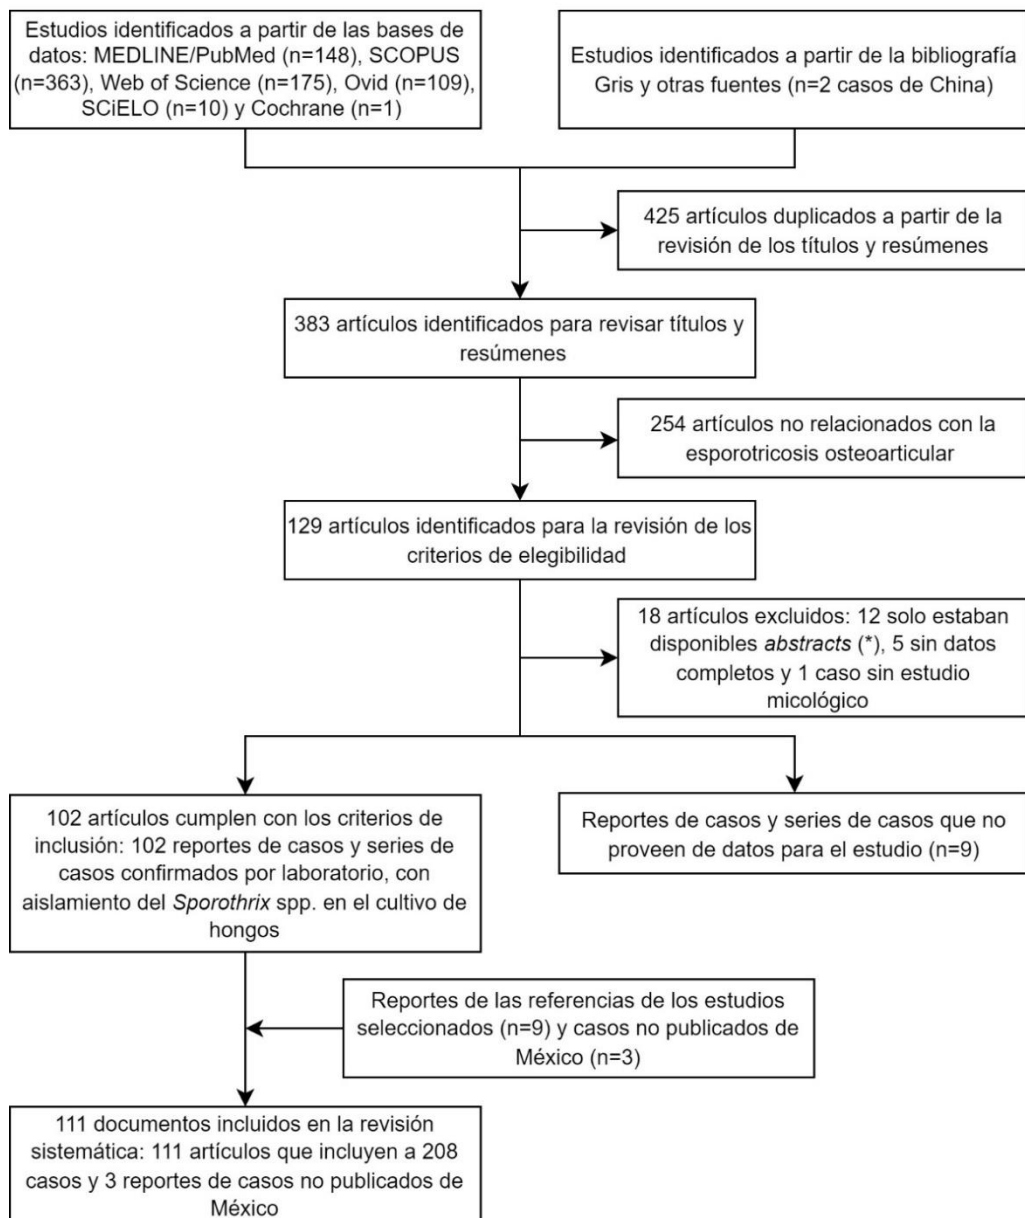 Estudios identificados a partir de las bases de
datos: MEDLINE/PubMed (n=148), SCOPUS
(n=363), Web of Science (n=175), Ovid (n=109),
SCiELO (n=10) y Cochrane (n=1)
Estudios identificados a partir de la bibliografía
Gris y otras fuentes (n=2 casos de China)
425 artículos duplicados a partir de la
revisión de los títulos y resúmenes
383 artículos identificados para revisar títulos y
resúmenes
254 artículos no relacionados con la
esporotricosis osteoarticular
129 artículos identificados para la revisión de los
criterios de elegibilidad
18 artículos excluidos: 12 solo estaban
disponibles abstracts (*), 5 sin datos
completos y 1 caso sin estudio
micológico
102 artículos cumplen con los criterios de
inclusión: 102 reportes de casos y series de
casos confirmados por laboratorio, con
aislamiento del Sporothrix spp. en el cultivo de
hongos
Reportes de casos y series de casos que no
proveen de datos para el estudio (n=9)
Reportes de las referencias de los estudios
seleccionados (n=9) y casos no publicados de
México (n=3)
111 documentos incluidos en la revisión
sistemática: 111 artículos que incluyen a 208
casos y 3 reportes de casos no publicados de
México